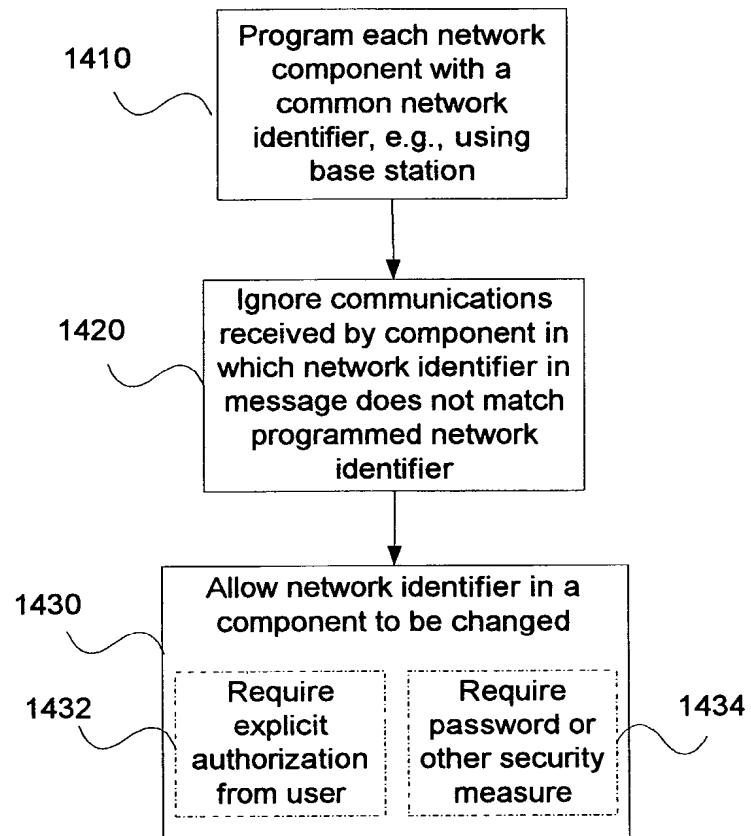 1410
Program each network
component with a
common network
identifier, e.g., using
base station
1420
Ignore communications
received by component in
which network identifier in
message does not match
programmed network
identifier
1430
Allow network identifier in a
component to be changed
1432
Require
explicit
authorization
from user
Require
password or
other security
measure
1434